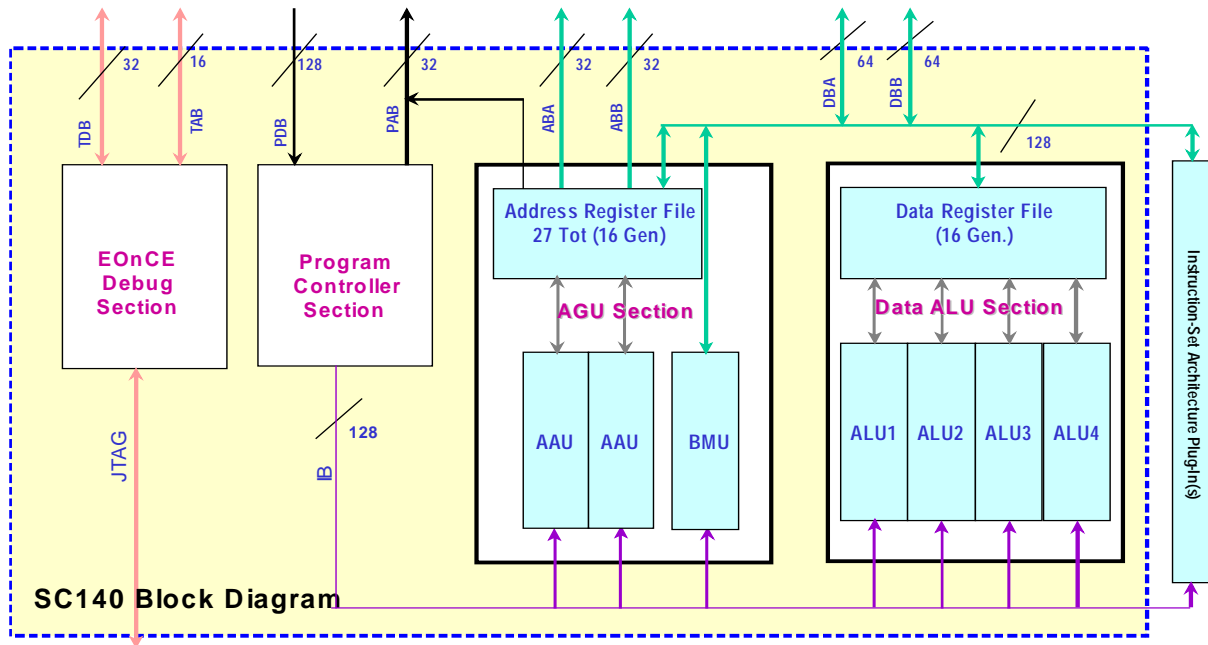 32
16
128
32
32
32
64
64
TDB
TAB
PDB
PAB
ABA
ABB
DBA
DBB
128
EOnCE
Debug
Section
Program
Controller
Section
Address Register File
27 Tot (16 Gen)
AGU Section
AAU
AAU
BMU
Data Register File
(16 Gen.)
Data ALU Section
ALU1
ALU2
ALU3
ALU4
Instruction-Set Architecture Plug-In(s)
JTAG
IB
128
SC140 Block Diagram